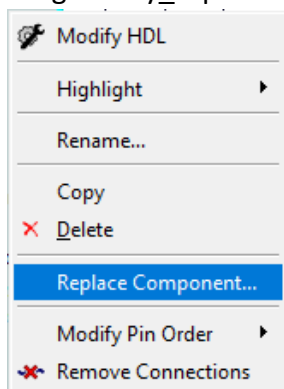 Modify HDL
Highlight
Rename...
Copy
Delete
Replace Component...
Modify Pin Order
Remove Connections